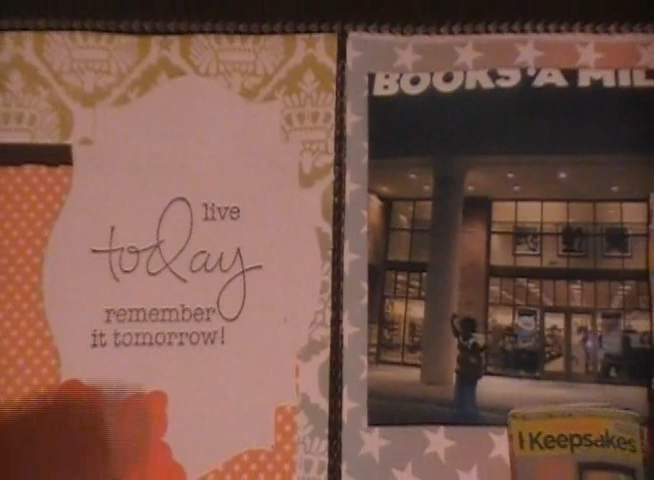 live
today
remember
it tomorrow!
BOOKS·A MIL
Keepsakes